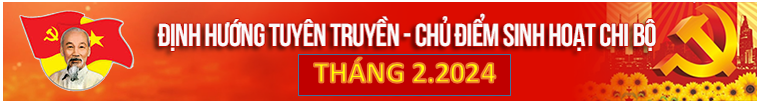 ĐỊNH HƯỚNG TUYÊN TRUYỀN - CHỦ ĐIỂM SINH HOẠT CHI BỘ
THÁNG 2.2024